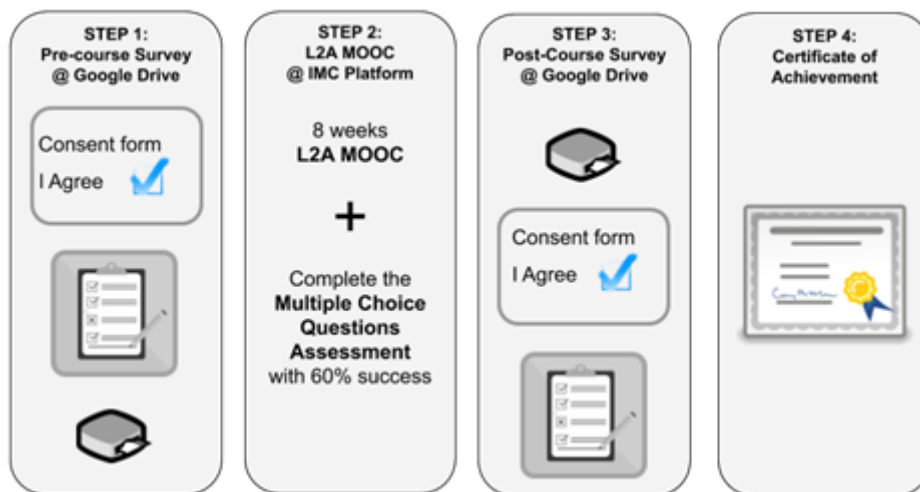 STEP 1:
Pre-course Survey
@ Google Drive
Consent form
I Agree
STEP 2:
L2A MOOC
@ IMC Platform
8 weeks
L2A MOOC
+
Complete the
Multiple Choice
Questions
Assessment
with 60% success
STEP 3:
Post-Course Survey
@ Google Drive
Consent form
I Agree
STEP 4:
Certificate of
Achievement